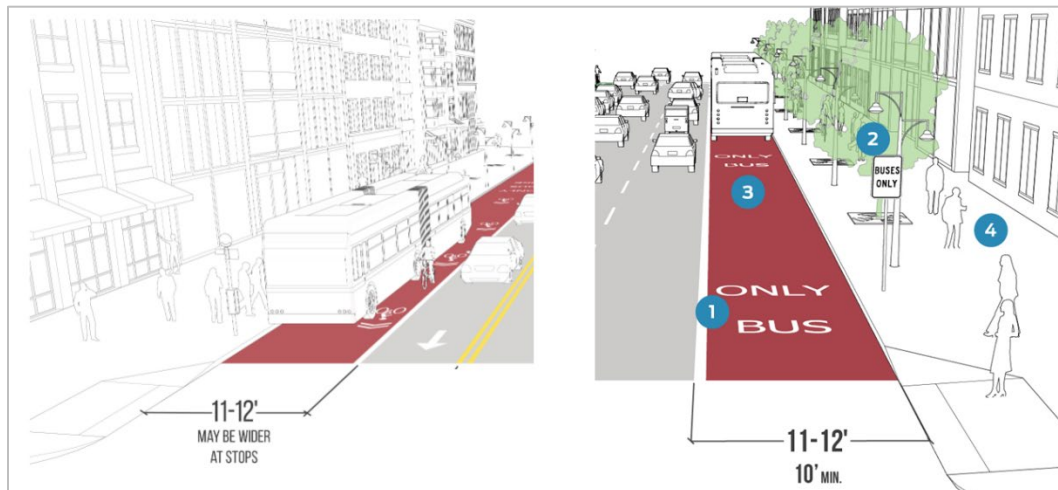 11-12'
MAY BE WIDER
AT STOPS
2
BUSES
ONLY
ONLY
BUS
3
4
1
ONLY
BUS
11-12'
10' MIN.